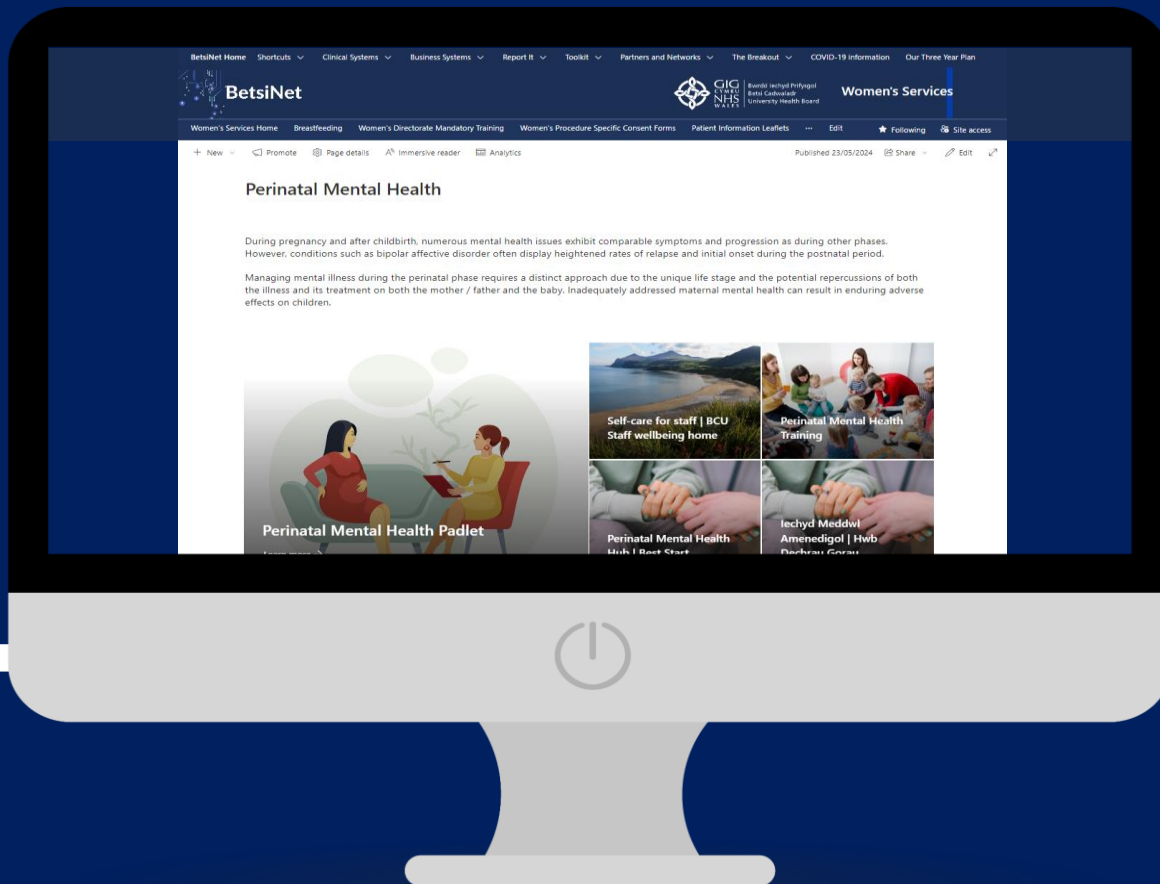 BetsiNet Home Shortcuts Clinical Systems Business Systems Report It Toolkit Partners and Networks The Breakout COVID-19 information Our Three Year Plan
BetsiNet
GIG
CYMRU
NHS
WALES
Bwrdd Iechyd Prifysgol
Betsi Cadwaladr
University Health Board
Women's Services
Women's Services Home Breastfeeding Women's Directorate Mandatory Training Women's Procedure Specific Consent Forms Patient Information Leaflets ... Edit Following Site access
+ New Promote Page details Immersive reader Analytics Published 23/05/2024 Share Edit
Perinatal Mental Health
During pregnancy and after childbirth, numerous mental health issues exhibit comparable symptoms and progression as during other phases.
However, conditions such as bipolar affective disorder often display heightened rates of relapse and initial onset during the postnatal period.
Managing mental illness during the perinatal phase requires a distinct approach due to the unique life stage and the potential repercussions of both
the illness and its treatment on both the mother / father and the baby. Inadequately addressed maternal mental health can result in enduring adverse
effects on children.
Perinatal Mental Health Padlet
Learn more
Self-care for staff | BCU
Staff wellbeing home
Perinatal Mental Health
Training
Perinatal Mental Health
Hub | Best Start
Iechyd Meddwl
Amenedigol | Hwb
Dechrau Gorau